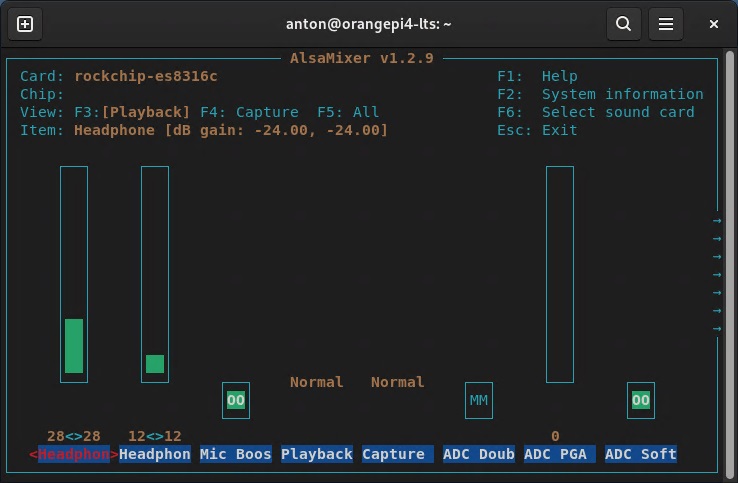 anton@orangepi4-lts: ~
AlsaMixer v1.2.9
Card: rockchip-es8316c F1: Help
Chip: F2: System information
View: F3:[Playback] F4: Capture F5: All F6: Select sound card
Item: Headphone [dB gain: -24.00, -24.00] Esc: Exit
Normal Normal
OO MM OO
28<>28 12<>12 0
<Headphon>Headphon Mic Boos Playback Capture ADC Doub ADC PGA ADC Soft